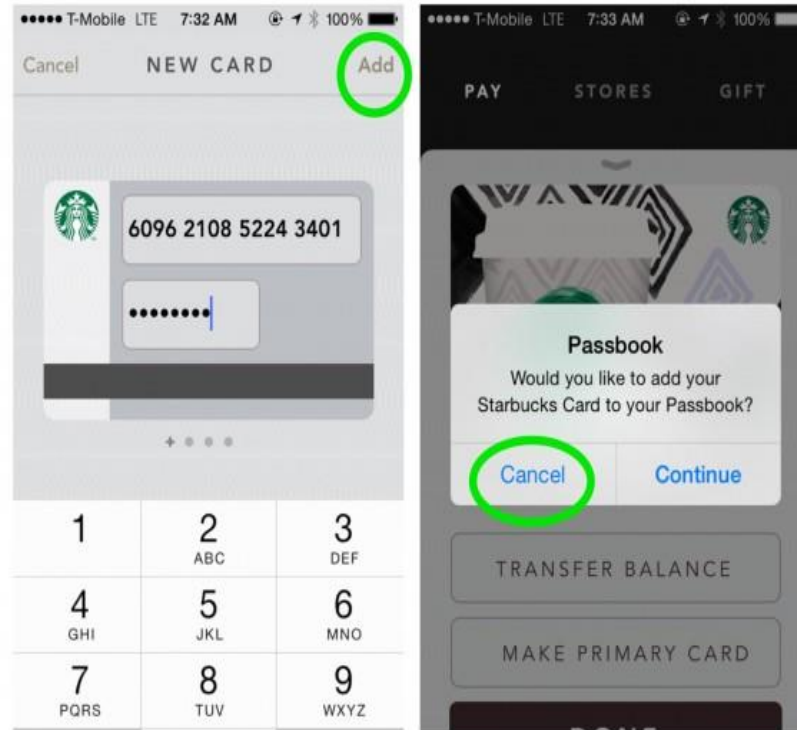 T-Mobile LTE 7:32 AM 100%
Cancel NEW CARD Add
6096 2108 5224 3401
••••••••
1 2 3
ABC DEF
4 5 6
GHI JKL MNO
7 8 9
PQRS TUV WXYZ
T-Mobile LTE 7:33 AM 100%
PAY STORES GIFT
Passbook
Would you like to add your
Starbucks Card to your Passbook?
Cancel Continue
TRANSFER BALANCE
MAKE PRIMARY CARD
DONE